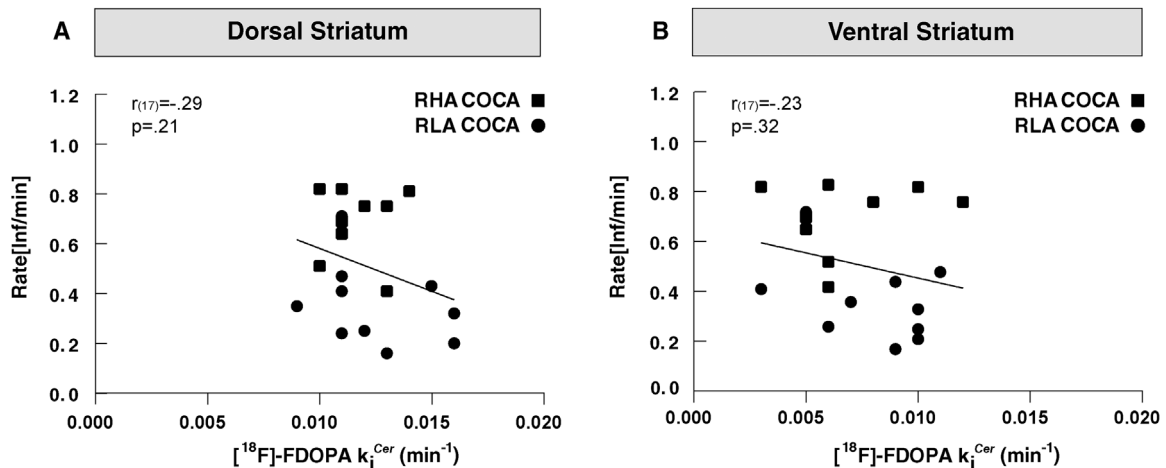 A
Dorsal Striatum
r(17)=-.29
p=.21
RHA COCA
RLA COCA
1.2
1.0
0.8
0.6
0.4
0.2
0.0
Rate[Inf/min]
0.000
0.005
0.010
0.015
0.020
[18F]-FDOPA kiCer (min-1)
B
Ventral Striatum
r(17)=-.23
p=.32
RHA COCA
RLA COCA
1.2
1.0
0.8
0.6
0.4
0.2
0.0
Rate[Inf/min]
0.000
0.005
0.010
0.015
0.020
[18F]-FDOPA kiCer (min-1)